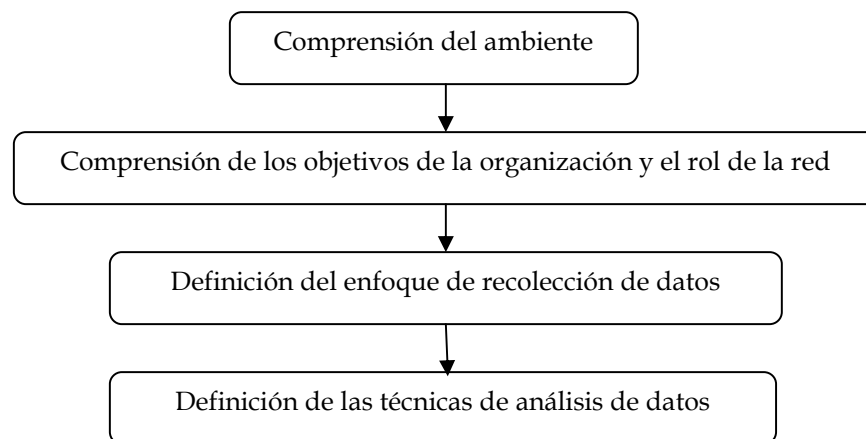 Comprensión del ambiente
Comprensión de los objetivos de la organización y el rol de la red
Definición del enfoque de recolección de datos
Definición de las técnicas de análisis de datos